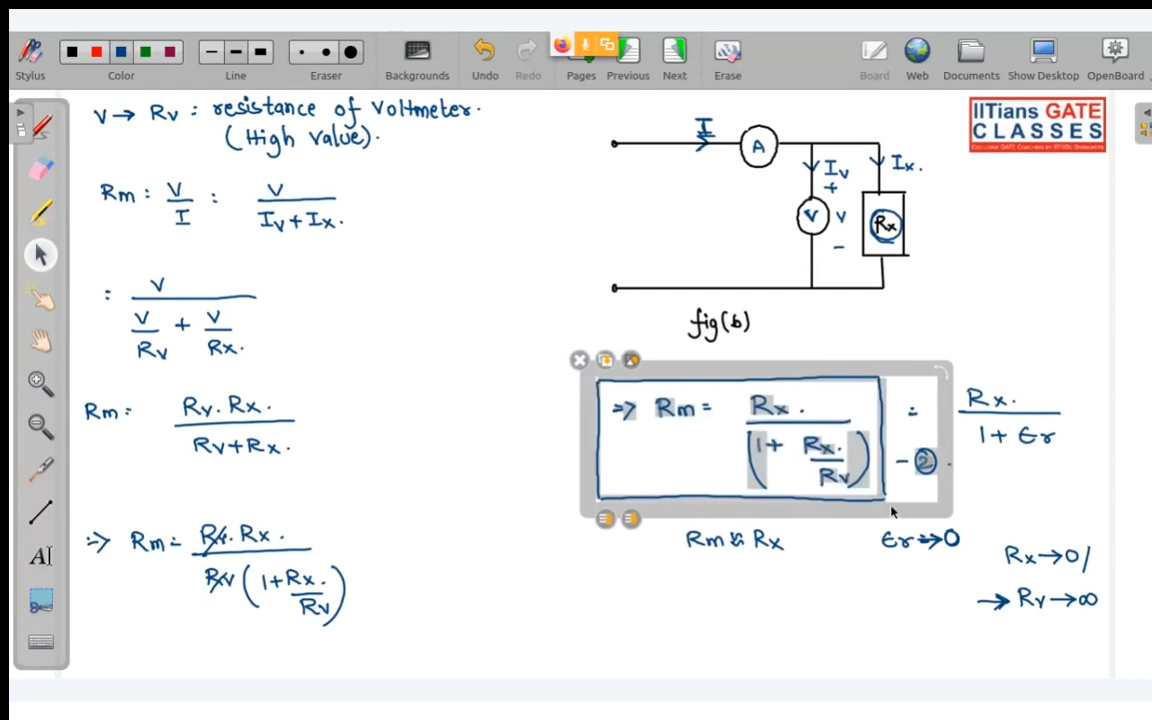 Stylus
Color
Line
Eraser
Backgrounds
Undo
Redo
Pages
Previous
Next
Erase
Board
Web
Documents
Show Desktop
OpenBoard
V → Rv : resistance of Voltmeter.
(High value).
Rm : V/I : V/(Iv + Ix.
: V/(V/Rv + V/Rx.
Rm = Rv. Rx./Rv+Rx.
=> Rm = Rv. Rx./Rv(1+Rx./Rv)
I
A
Iv
Ix.
+
V
V
-
Rx
fig(b)
IITians GATE
CLASSES
=> Rm = Rx./(1+ Rx./Rv) = Rx./1+ Er
- ②.
Rm ≈ Rx
Er → 0
Rx → 0/
→ Rv → ∞
A